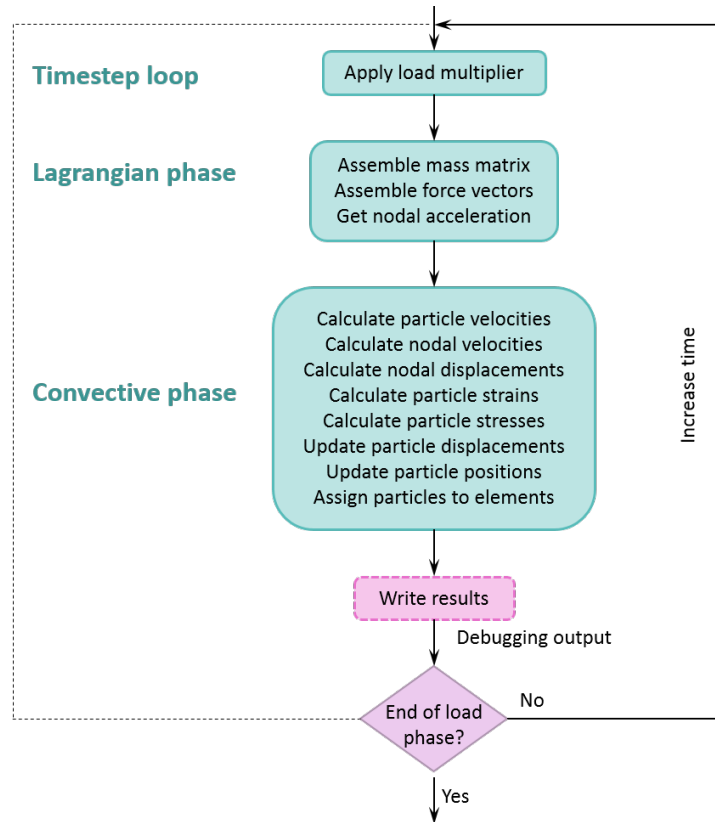 Timestep loop
Apply load multiplier
Lagrangian phase
Assemble mass matrix
Assemble force vectors
Get nodal acceleration
Convective phase
Calculate particle velocities
Calculate nodal velocities
Calculate nodal displacements
Calculate particle strains
Calculate particle stresses
Update particle displacements
Update particle positions
Assign particles to elements
Increase time
Write results
Debugging output
End of load
phase?
No
Yes